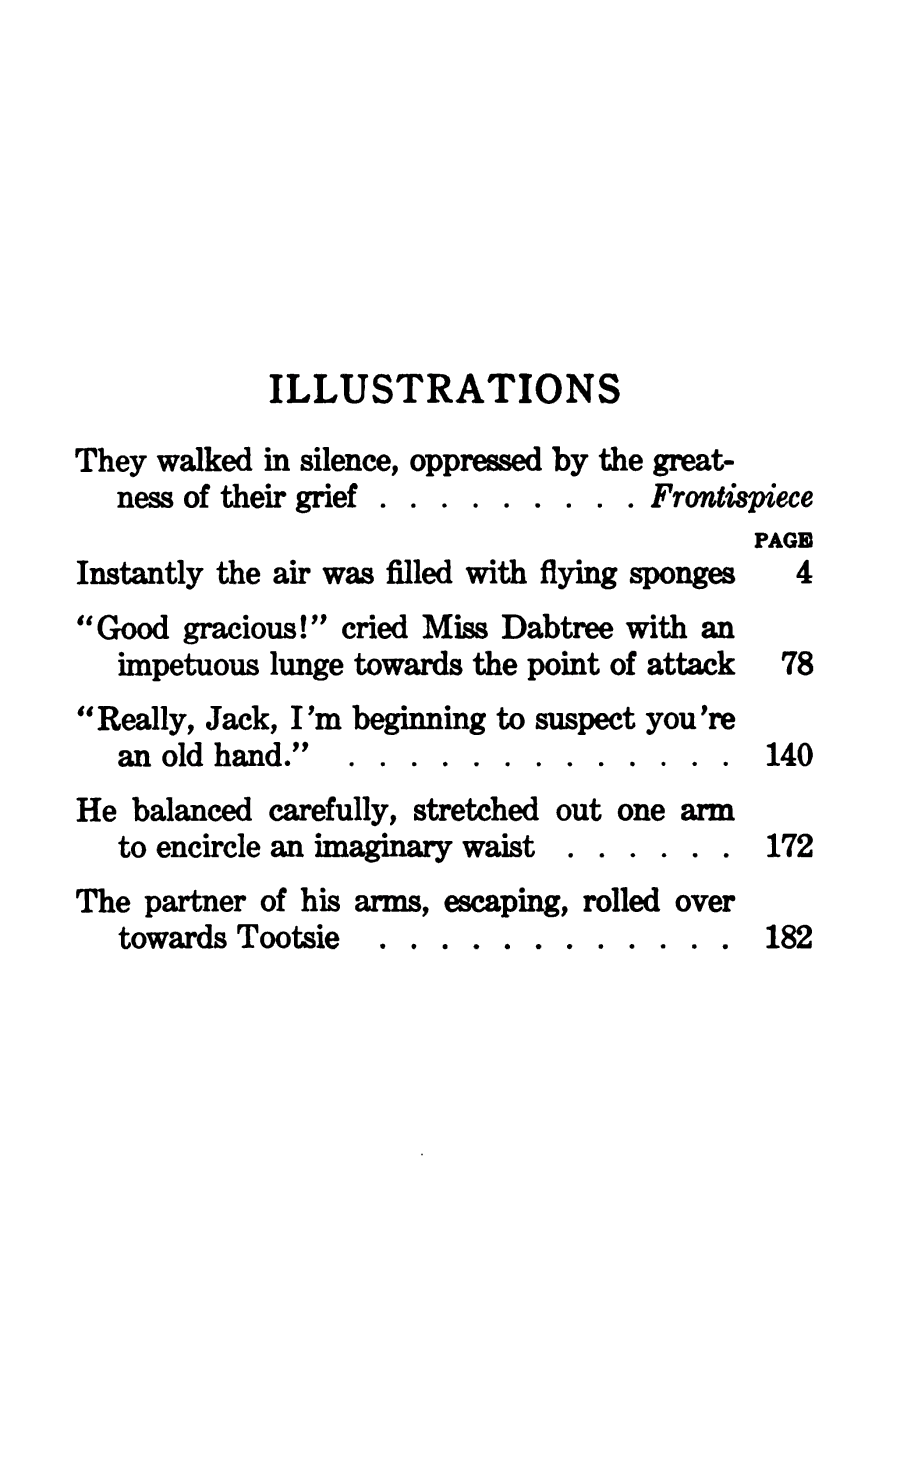 ILLUSTRATIONS
They walked in silence, oppressed by the great-
ness of their grief . . . . . . . . . Frontispiece
PAGE
Instantly the air was filled with flying sponges 4
"Good gracious!" cried Miss Dabtree with an
impetuous lunge towards the point of attack 78
"Really, Jack, I'm beginning to suspect you're
an old hand." . . . . . . . . . . . . . 140
He balanced carefully, stretched out one arm
to encircle an imaginary waist . . . . . . 172
The partner of his arms, escaping, rolled over
towards Tootsie . . . . . . . . . . . . 182